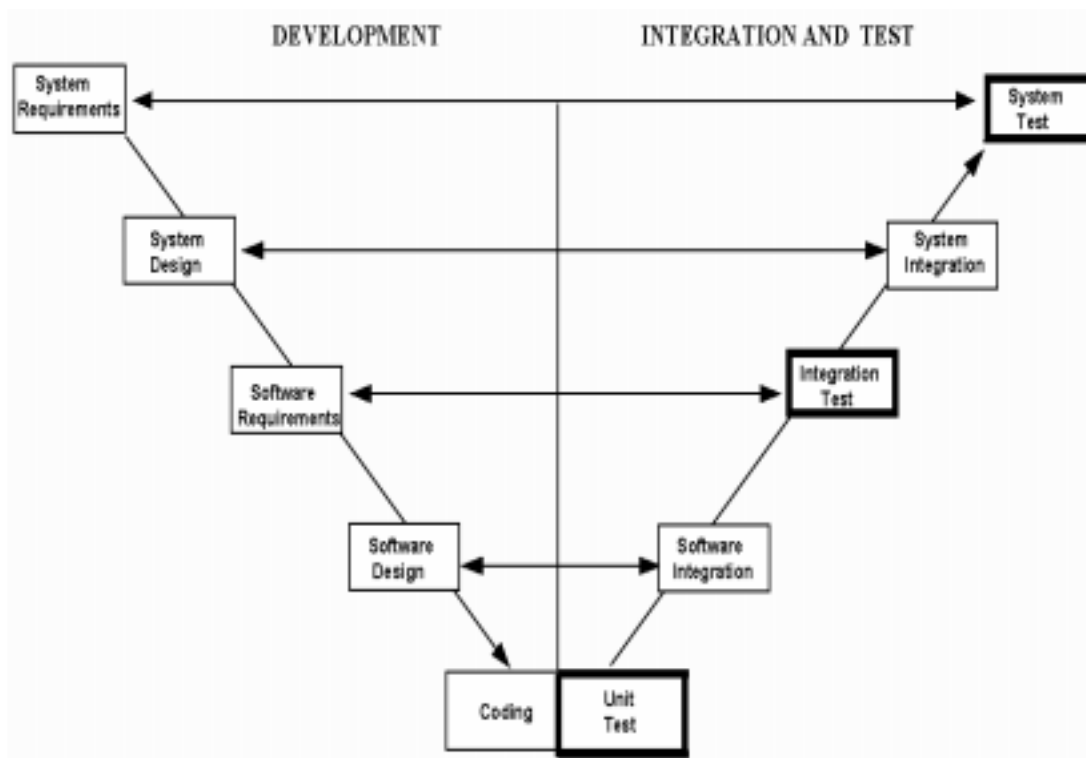 DEVELOPMENT
INTEGRATION AND TEST
System
Requirements
System
Test
System
Design
System
Integration
Software
Requirements
Integration
Test
Software
Design
Software
Integration
Coding
Unit
Test